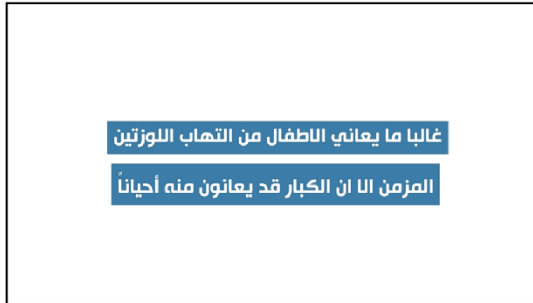 غالبا ما يعاني الاطفال من التهاب اللوزتين
المزمن الا ان الكبار قد يعانون منه أحياناً